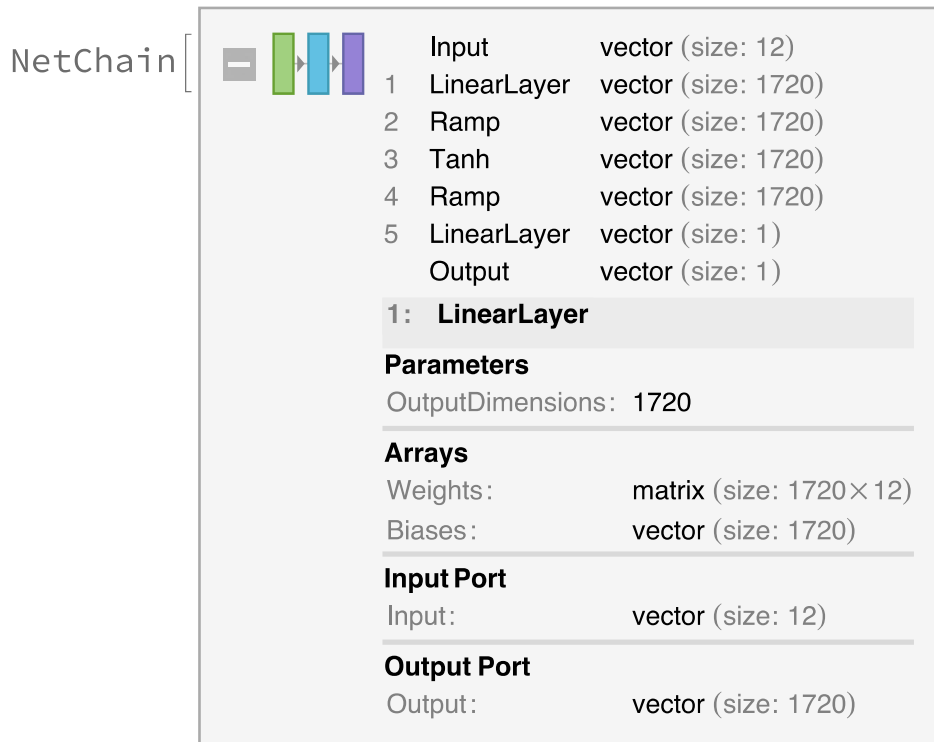 NetChain[
Input vector (size: 12)
1 LinearLayer vector (size: 1720)
2 Ramp vector (size: 1720)
3 Tanh vector (size: 1720)
4 Ramp vector (size: 1720)
5 LinearLayer vector (size: 1)
Output vector (size: 1)
1: LinearLayer
Parameters
OutputDimensions: 1720
Arrays
Weights: matrix (size: 1720×12)
Biases: vector (size: 1720)
Input Port
Input: vector (size: 12)
Output Port
Output: vector (size: 1720)